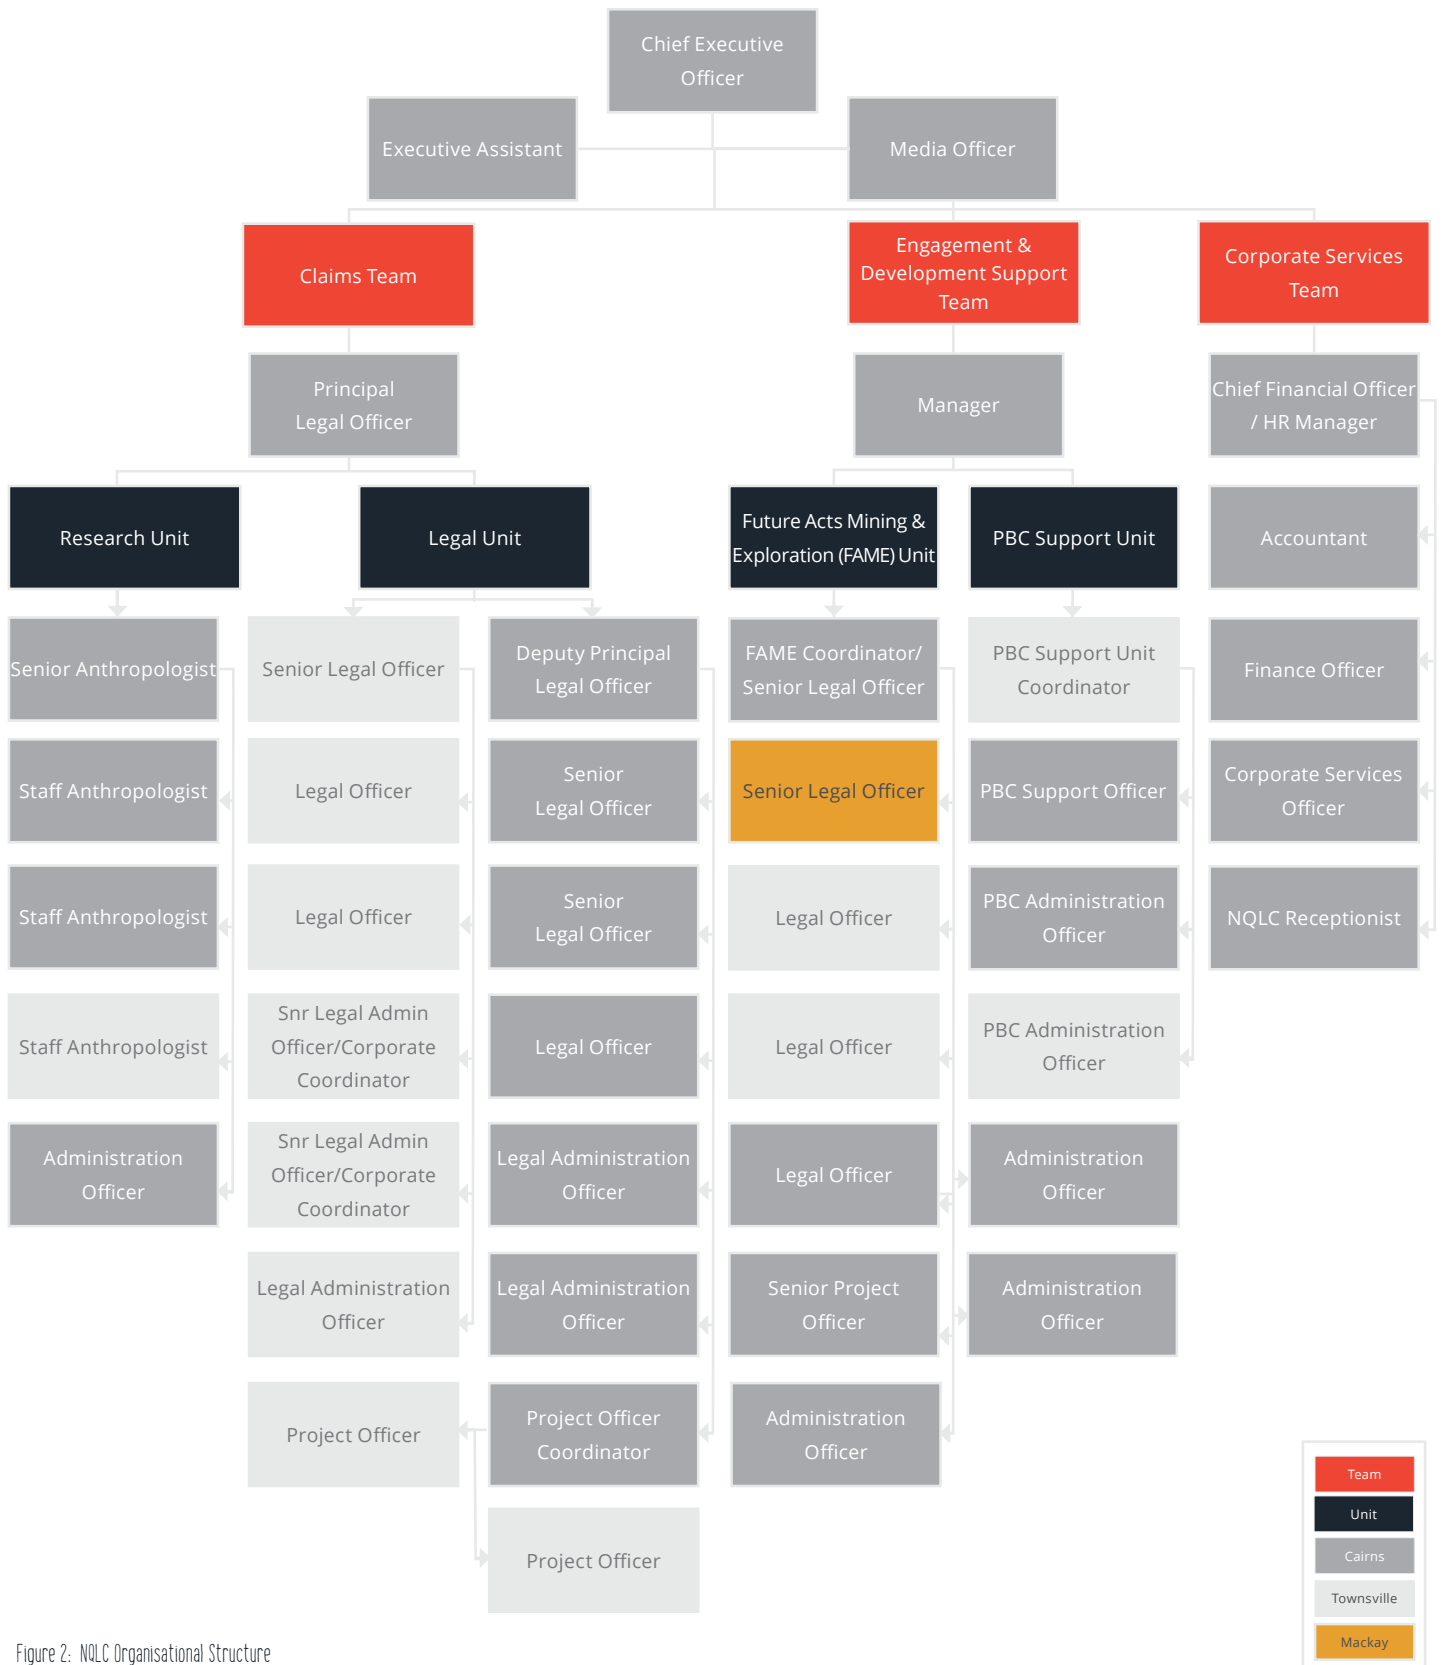 Chief Executive
Officer
Executive Assistant
Media Officer
Claims Team
Engagement &
Development Support
Team
Corporate Services
Team
Principal
Legal Officer
Manager
Chief Financial Officer
/ HR Manager
Research Unit
Legal Unit
Future Acts Mining &
Exploration (FAME) Unit
PBC Support Unit
Accountant
Senior Anthropologist
Senior Legal Officer
Deputy Principal
Legal Officer
FAME Coordinator/
Senior Legal Officer
PBC Support Unit
Coordinator
Finance Officer
Staff Anthropologist
Legal Officer
Senior
Legal Officer
Senior Legal Officer
PBC Support Officer
Corporate Services
Officer
Staff Anthropologist
Legal Officer
Senior
Legal Officer
Legal Officer
PBC Administration
Officer
NQLC Receptionist
Staff Anthropologist
Snr Legal Admin
Officer/Corporate
Coordinator
Legal Officer
Legal Officer
PBC Administration
Officer
Administration
Officer
Snr Legal Admin
Officer/Corporate
Coordinator
Legal Administration
Officer
Legal Officer
Administration
Officer
Legal Administration
Officer
Legal Administration
Officer
Senior Project
Officer
Administration
Officer
Project Officer
Project Officer
Coordinator
Administration
Officer
Project Officer
Team
Unit
Cairns
Townsville
Mackay
Figure 2: NQLC Organisational Structure